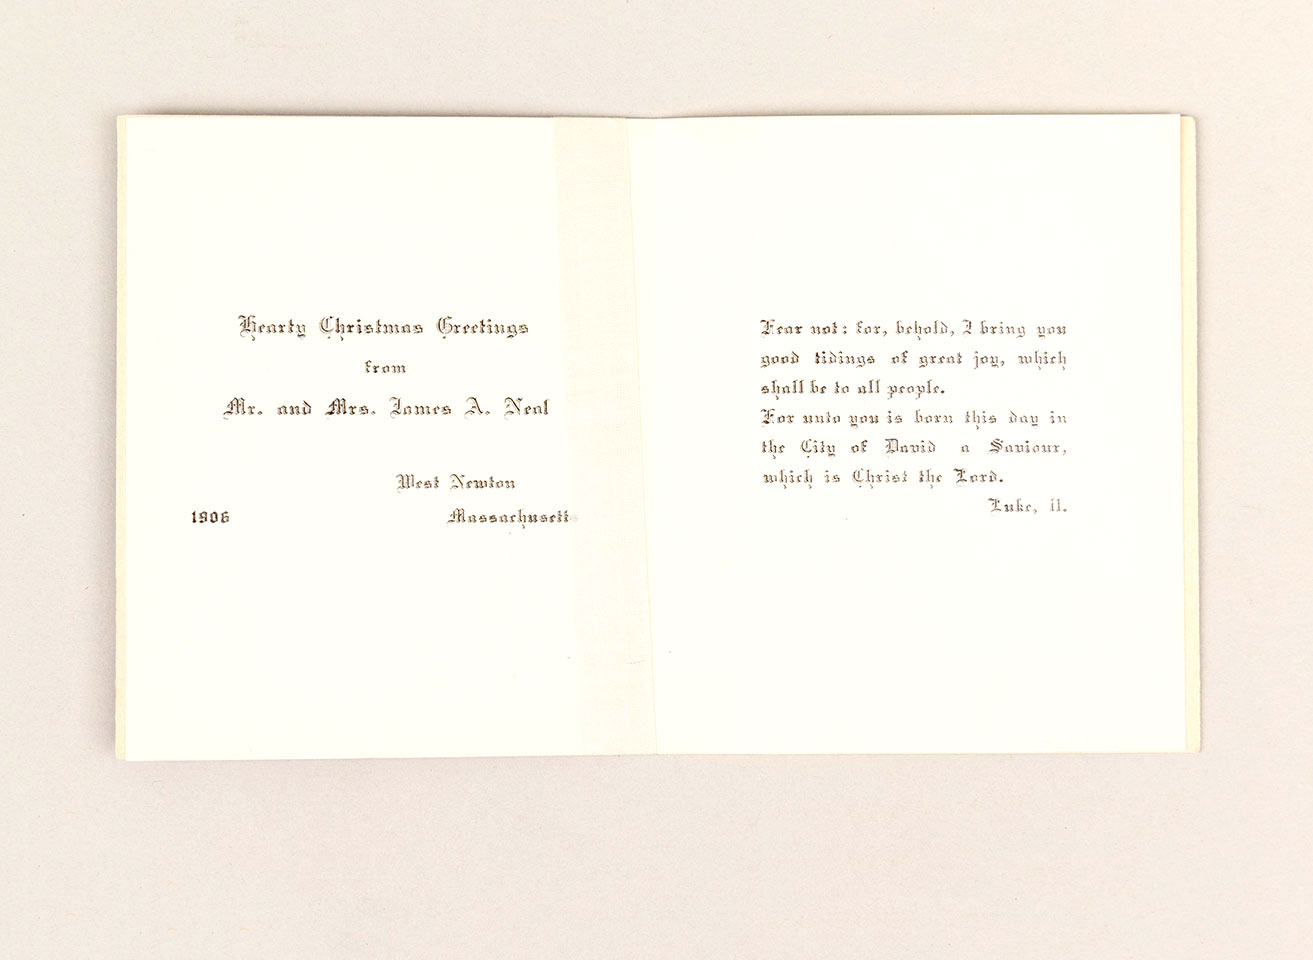 Hearty Christmas Greetings
from
Mr. and Mrs. James A. Neal
West Newton
1906 Massachusetts
Fear not: for, behold, I bring you
good tidings of great joy, which
shall be to all people.
For unto you is born this day in
the City of David a Saviour,
which is Christ the Lord.
Luke, ii.